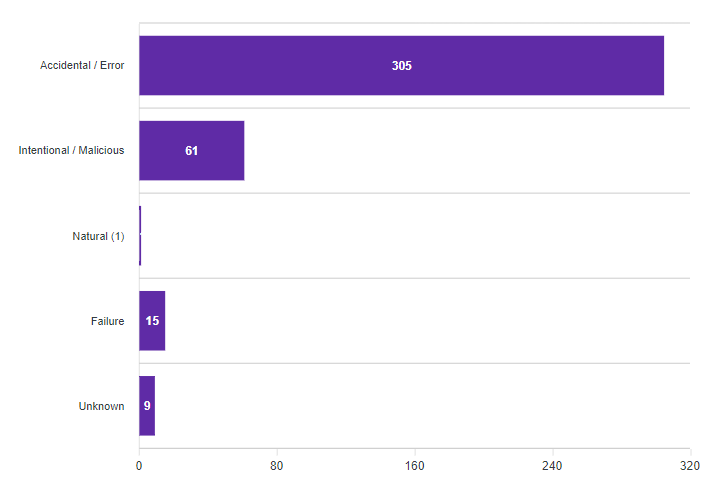 Accidental / Error
305
Intentional / Malicious
61
Natural (1)
Failure
15
Unknown
9
0 80 160 240 320